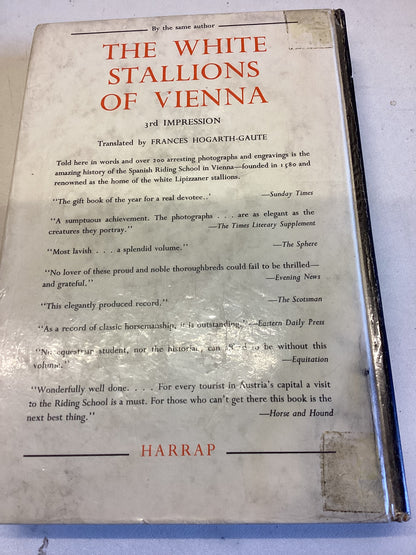 By the same author
THE WHITE
STALLIONS
OF VIENNA
3rd IMPRESSION
Translated by FRANCES HOGARTH-GAUTE
Told here in words and over 200 arresting photographs and engravings is the
amazing history of the Spanish Riding School in Vienna—founded in 1580 and
renowned as the home of the white Lipizzaner stallions.
"The gift book of the year for a real devotee.." —Sunday Times
"A sumptuous achievement. The photographs . . . are as elegant as the
creatures they portray." —The Times Literary Supplement
"Most lavish . . . a splendid volume." —The Sphere
"No lover of these proud and noble thoroughbreds could fail to be thrilled—
and grateful." —Evening News
"This elegantly produced record." —The Scotsman
"As a record of classic horsemanship, it is outstanding." —Eastern Daily Press
"No equestrian student, nor the historian, can afford to be without this
volume." —Equitation
"Wonderfully well done. . . . For every tourist in Austria's capital a visit
to the Riding School is a must. For those who can't get there this book is the
next best thing." —Horse and Hound
HARRAP